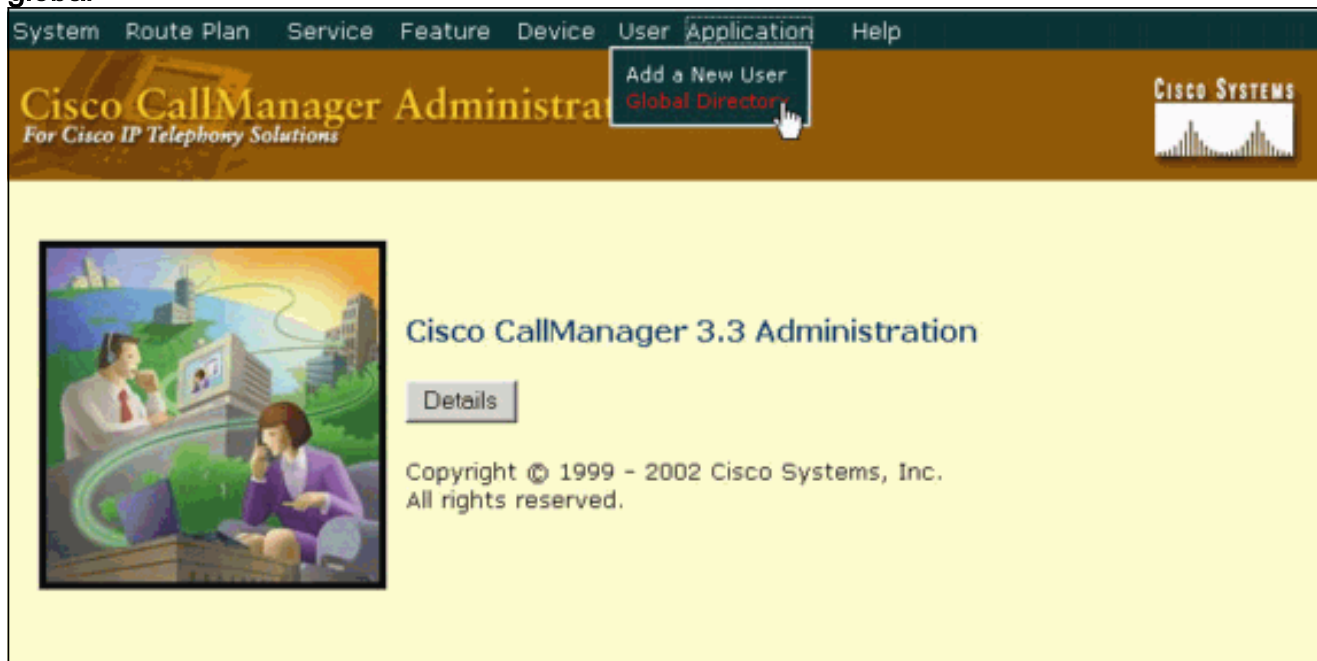 global
System Route Plan Service Feature Device User Application Help
Add a New User
Global Directory
Cisco CallManager Administrat
For Cisco IP Telephony Solutions
CISCO SYSTEMS
Cisco CallManager 3.3 Administration
Details
Copyright © 1999 - 2002 Cisco Systems, Inc.
All rights reserved.